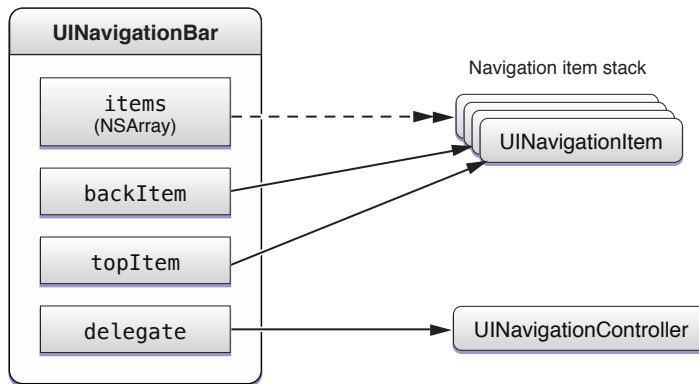 UINavigationBar
Navigation item stack
items
(NSArray)
UINavigationItem
backItem
topItem
delegate
UINavigationController